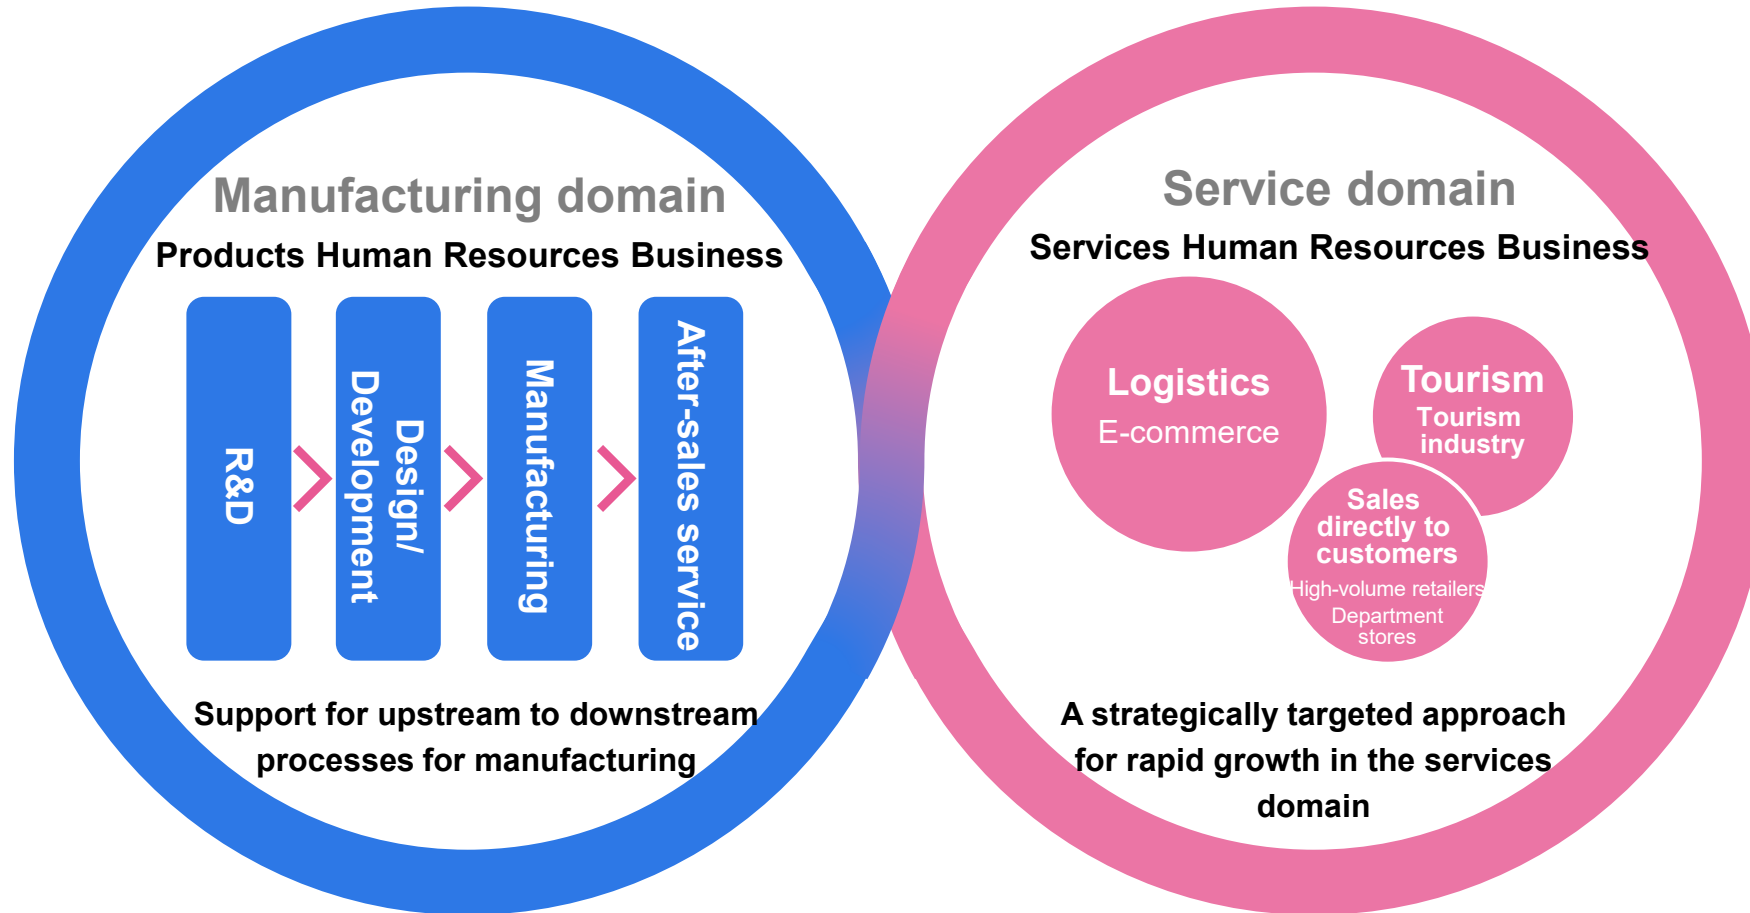 Manufacturing domain
Products Human Resources Business
R&D
Design/
Development
Manufacturing
After-sales service
Support for upstream to downstream
processes for manufacturing
Service domain
Services Human Resources Business
Logistics
E-commerce
Tourism
Tourism
industry
Sales
directly to
customers
High-volume retailers
Department
stores
A strategically targeted approach
for rapid growth in the services
domain